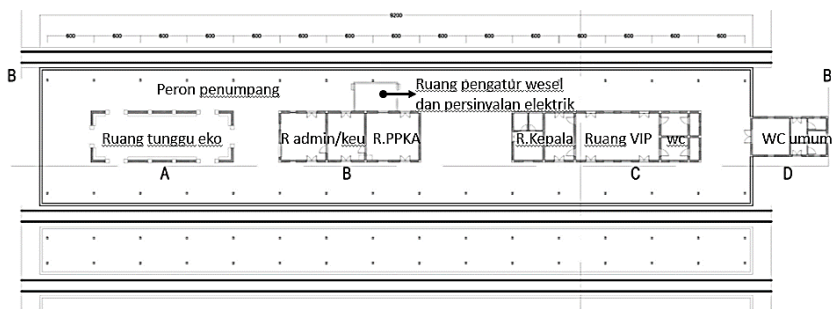 9200
600 600 600 600 600 600 600 600 600 600 600 600 600 600 600
B B
Peron penumpang
Ruang pengatur wesel
dan persinyalan elektrik
Ruang tunggu eko
R admin/keu
R.PPKA
R.Kepala
Ruang VIP
wc
WC umum
A B C D